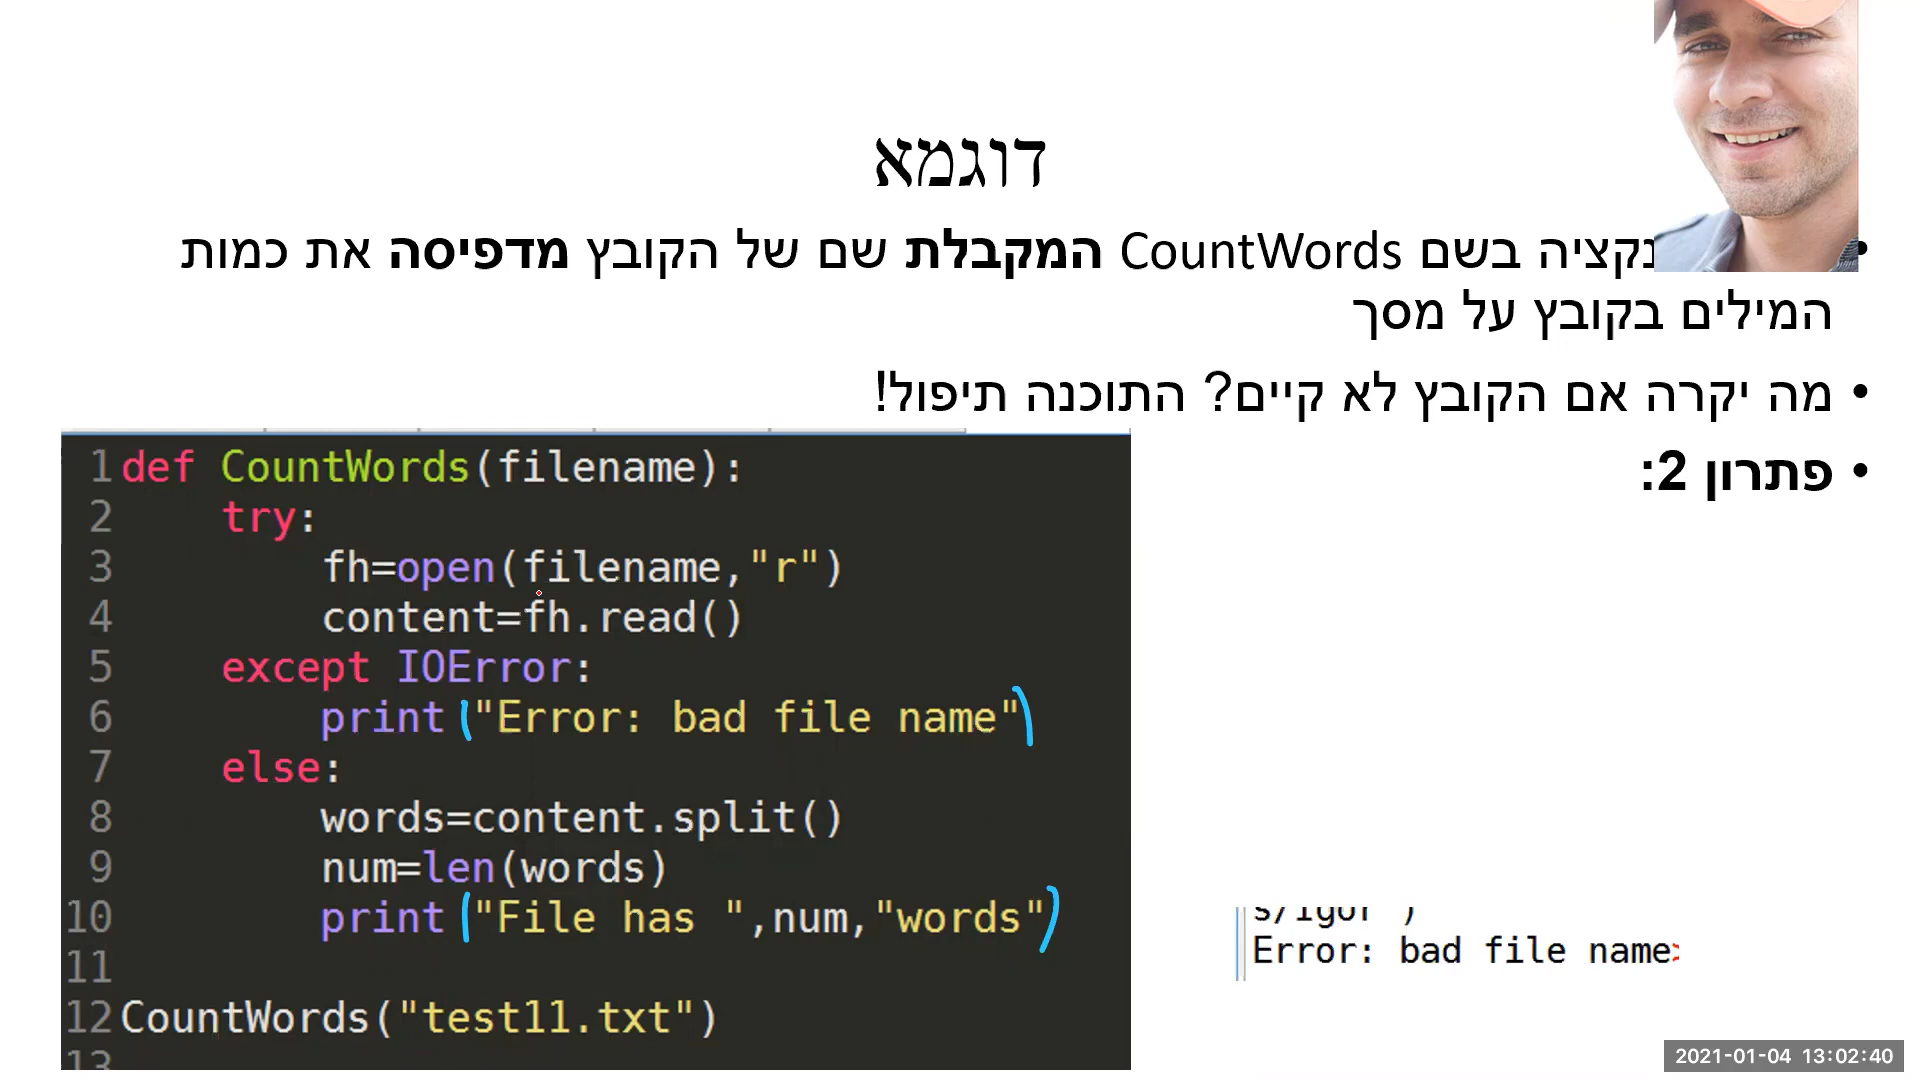 דוגמא
נקציה בשם CountWords המקבלת שם של הקובץ מדפיסה את כמות
המילים בקובץ על מסך
• מה יקרה אם הקובץ לא קיים? התוכנה תיפול!
• פתרון 2:
1 def CountWords(filename):
2     try:
3         fh=open(filename,"r")
4         content=fh.read()
5     except IOError:
6         print ("Error: bad file name")
7     else:
8         words=content.split()
9         num=len(words)
10         print ("File has ",num,"words")
11
12 CountWords("test11.txt")
13
Error: bad file name
2021-01-04 13:02:40